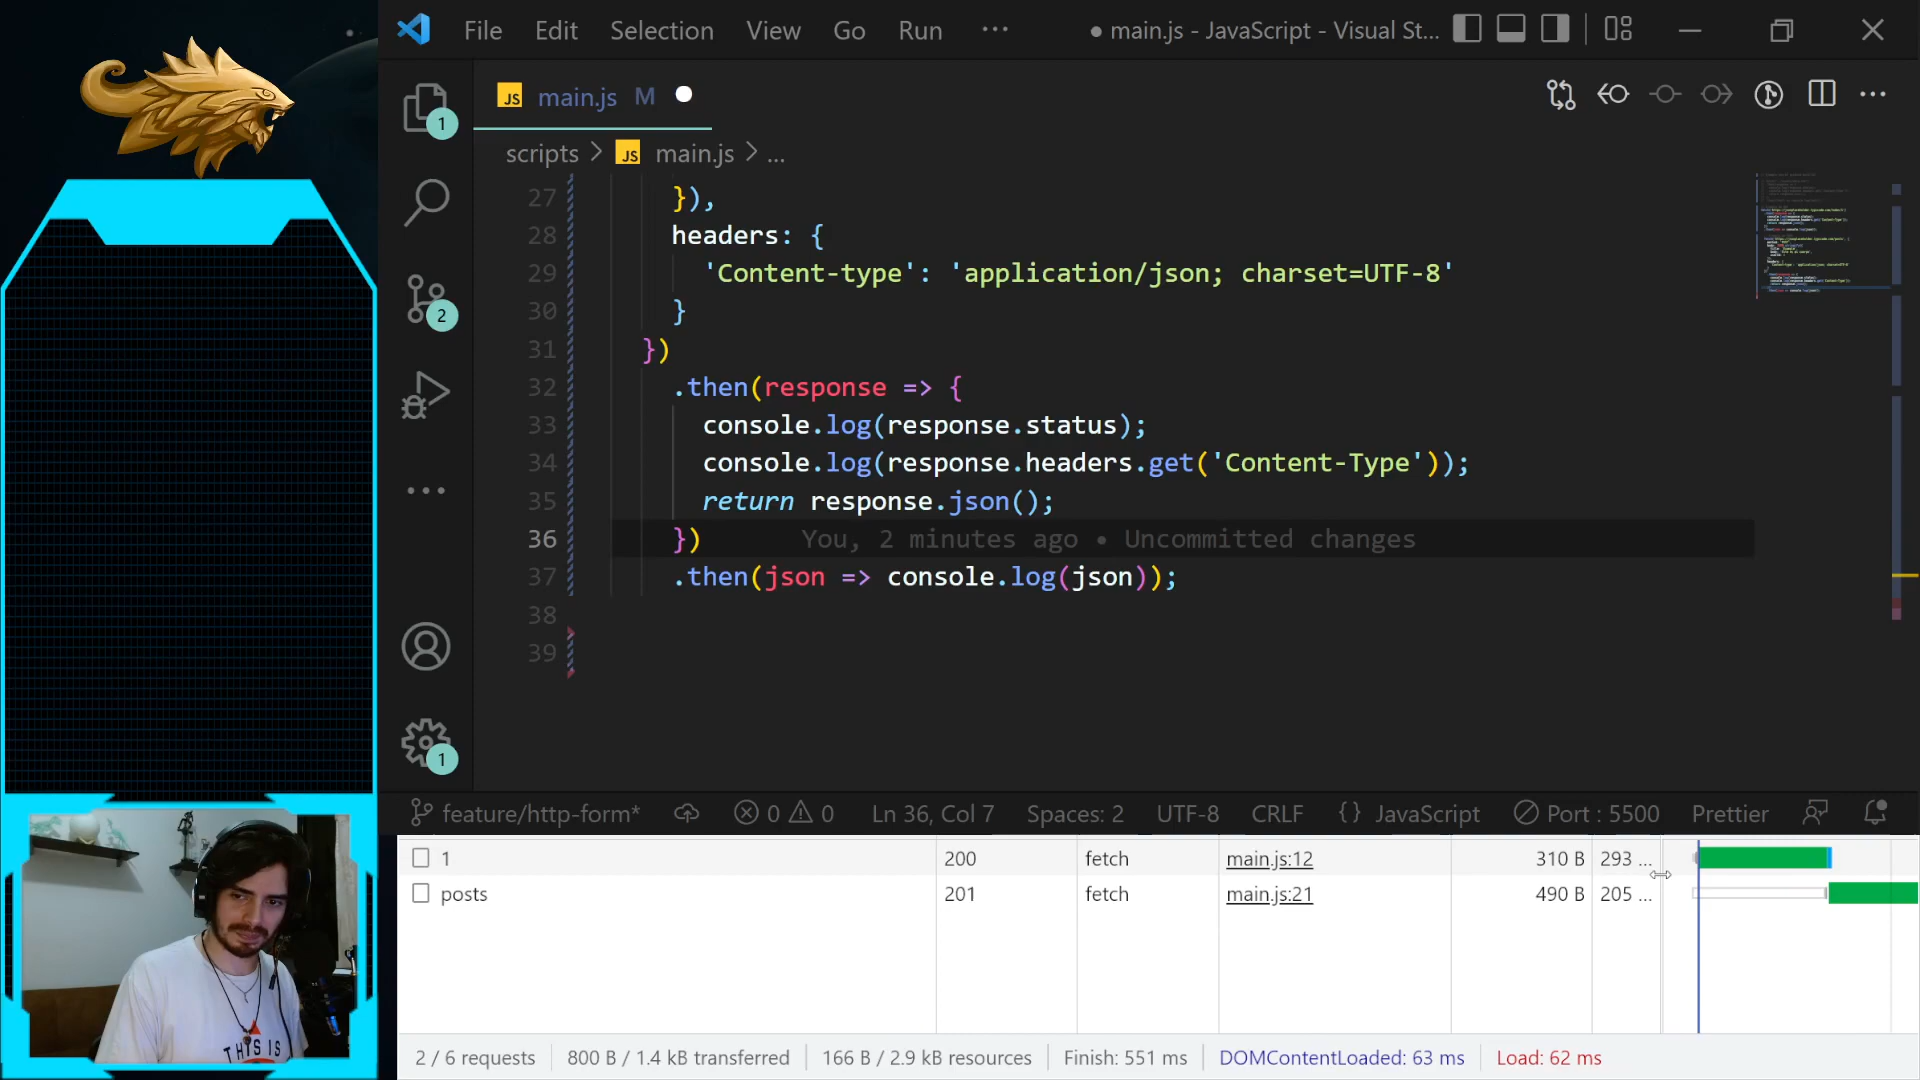 File Edit Selection View Go Run ··· ● main.js - JavaScript - Visual St...
JS main.js M ●
1
scripts > JS main.js > ...
27 }),
28 headers: {
29 'Content-type': 'application/json; charset=UTF-8'
30 }
31 })
32 .then(response => {
33 console.log(response.status);
34 console.log(response.headers.get('Content-Type'));
35 return response.json();
36 }) You, 2 minutes ago • Uncommitted changes
37 .then(json => console.log(json));
38
39
2
1
feature/http-form* 0 0 Ln 36, Col 7 Spaces: 2 UTF-8 CRLF {} JavaScript Port : 5500 Prettier
1 200 fetch main.js:12 310 B 293 ...
posts 201 fetch main.js:21 490 B 205 ...
2 / 6 requests 800 B / 1.4 kB transferred 166 B / 2.9 kB resources Finish: 551 ms DOMContentLoaded: 63 ms Load: 62 ms
THIS IS